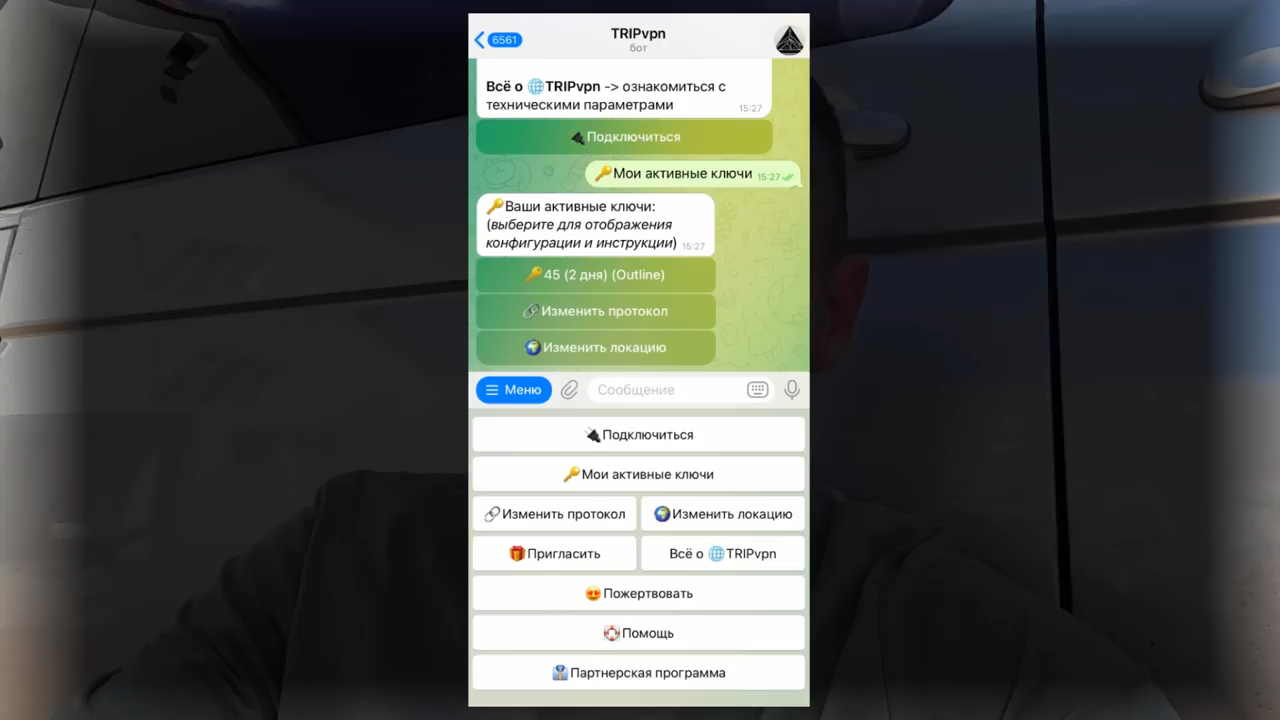 6561
TRIPvpn
бот
Всё о 🌐TRIPvpn -> ознакомиться с
техническими параметрами
15:27
🔌Подключиться
🔑Мои активные ключи 15:27
🔑Ваши активные ключи:
(выберите для отображения
конфигурации и инструкции) 15:27
🔑45 (2 дня) (Outline)
🔗Изменить протокол
🌍Изменить локацию
Меню
Сообщение
🔌Подключиться
🔑Мои активные ключи
🔗Изменить протокол
🌍Изменить локацию
🎁Пригласить
Всё о 🌐TRIPvpn
😍Пожертвовать
🛟Помощь
👔Партнерская программа